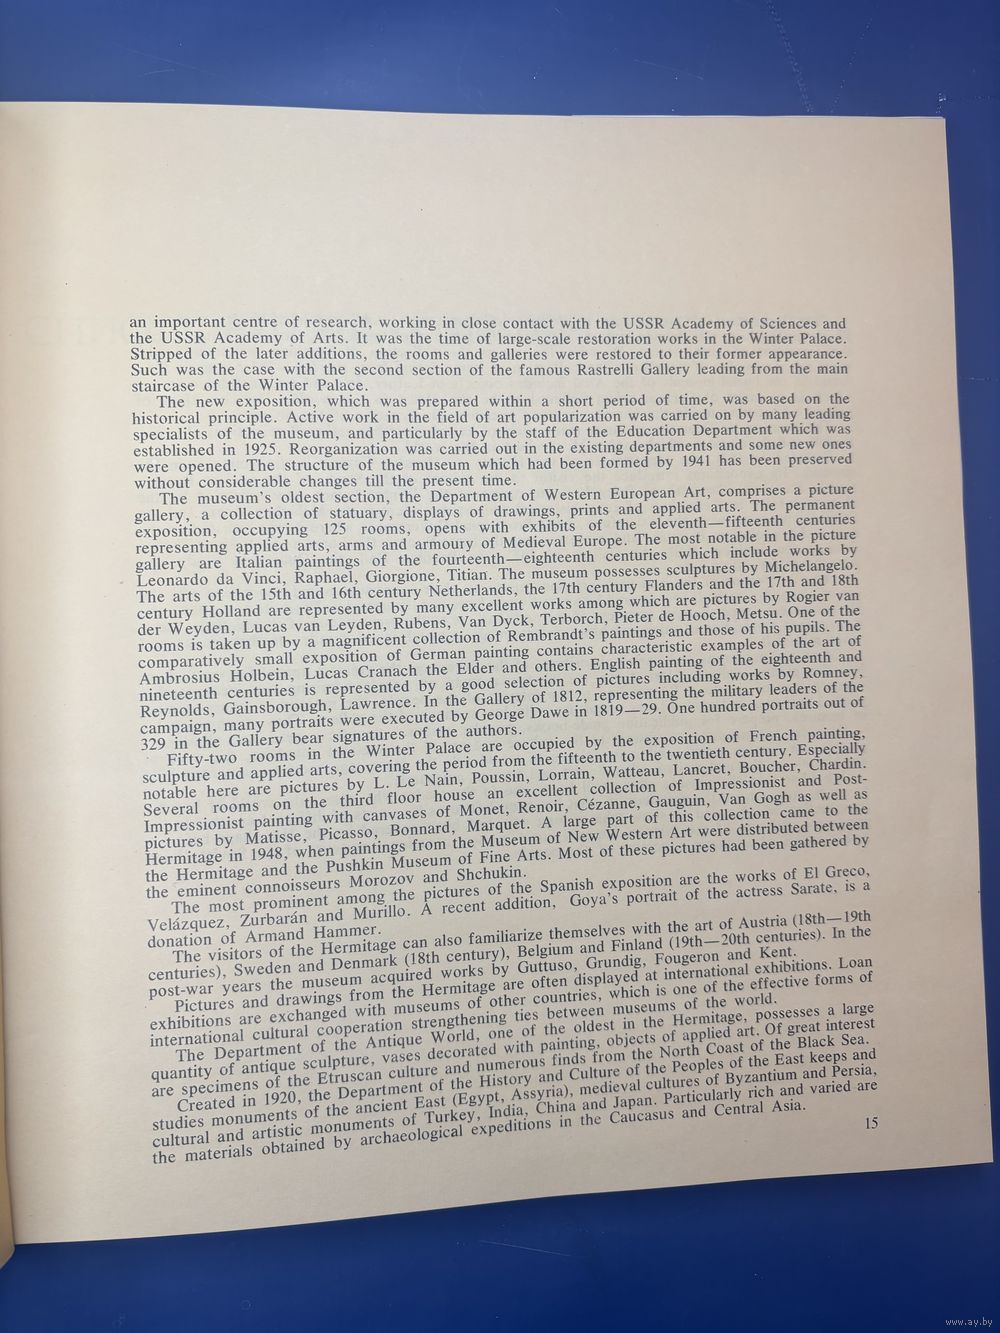 an important centre of research, working in close contact with the USSR Academy of Sciences and
the USSR Academy of Arts. It was the time of large-scale restoration works in the Winter Palace.
Stripped of the later additions, the rooms and galleries were restored to their former appearance.
Such was the case with the second section of the famous Rastrelli Gallery leading from the main
staircase of the Winter Palace.
The new exposition, which was prepared within a short period of time, was based on the
historical principle. Active work in the field of art popularization was carried on by many leading
specialists of the museum, and particularly by the staff of the Education Department which was
established in 1925. Reorganization was carried out in the existing departments and some new ones
were opened. The structure of the museum which had been formed by 1941 has been preserved
without considerable changes till the present time.
The museum's oldest section, the Department of Western European Art, comprises a picture
gallery, a collection of statuary, displays of drawings, prints and applied arts. The permanent
exposition, occupying 125 rooms, opens with exhibits of the eleventh—fifteenth centuries
representing applied arts, arms and armoury of Medieval Europe. The most notable in the picture
gallery are Italian paintings of the fourteenth—eighteenth centuries which include works by
Leonardo da Vinci, Raphael, Giorgione, Titian. The museum possesses sculptures by Michelangelo.
The arts of the 15th and 16th century Netherlands, the 17th century Flanders and the 17th and 18th
century Holland are represented by many excellent works among which are pictures by Rogier van
der Weyden, Lucas van Leyden, Rubens, Van Dyck, Terborch, Pieter de Hooch, Metsu. One of the
rooms is taken up by a magnificent collection of Rembrandt's paintings and those of his pupils. The
comparatively small exposition of German painting contains characteristic examples of the art of
Ambrosius Holbein, Lucas Cranach the Elder and others. English painting of the eighteenth and
nineteenth centuries is represented by a good selection of pictures including works by Romney,
Reynolds, Gainsborough, Lawrence. In the Gallery of 1812, representing the military leaders of the
campaign, many portraits were executed by George Dawe in 1819—29. One hundred portraits out of
329 in the Gallery bear signatures of the authors.
Fifty-two rooms in the Winter Palace are occupied by the exposition of French painting,
sculpture and applied arts, covering the period from the fifteenth to the twentieth century. Especially
notable here are pictures by L. Le Nain, Poussin, Lorrain, Watteau, Lancret, Boucher, Chardin.
Several rooms on the third floor house an excellent collection of Impressionist and Post-
Impressionist painting with canvases of Monet, Renoir, Cézanne, Gauguin, Van Gogh as well as
pictures by Matisse, Picasso, Bonnard, Marquet. A large part of this collection came to the
Hermitage in 1948, when paintings from the Museum of New Western Art were distributed between
the Hermitage and the Pushkin Museum of Fine Arts. Most of these pictures had been gathered by
the eminent connoisseurs Morozov and Shchukin.
The most prominent among the pictures of the Spanish exposition are the works of El Greco,
Velázquez, Zurbarán and Murillo. A recent addition, Goya's portrait of the actress Sarate, is a
donation of Armand Hammer.
The visitors of the Hermitage can also familiarize themselves with the art of Austria (18th—19th
centuries), Sweden and Denmark (18th century), Belgium and Finland (19th—20th centuries). In the
post-war years the museum acquired works by Guttuso, Grundig, Fougeron and Kent.
Pictures and drawings from the Hermitage are often displayed at international exhibitions. Loan
exhibitions are exchanged with museums of other countries, which is one of the effective forms of
international cultural cooperation strengthening ties between museums of the world.
The Department of the Antique World, one of the oldest in the Hermitage, possesses a large
quantity of antique sculpture, vases decorated with painting, objects of applied art. Of great interest
are specimens of the Etruscan culture and numerous finds from the North Coast of the Black Sea.
Created in 1920, the Department of the History and Culture of the Peoples of the East keeps and
studies monuments of the ancient East (Egypt, Assyria), medieval cultures of Byzantium and Persia,
cultural and artistic monuments of Turkey, India, China and Japan. Particularly rich and varied are
the materials obtained by archaeological expeditions in the Caucasus and Central Asia.
15
www.ay.by